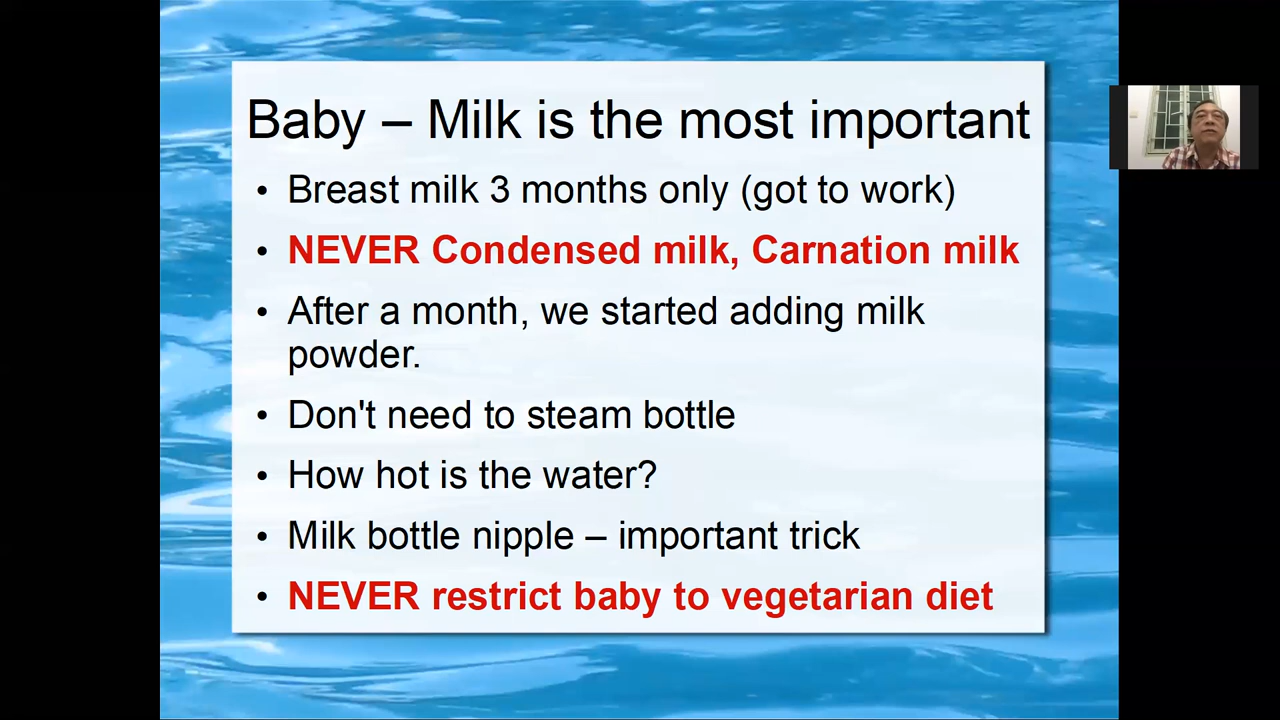 Baby – Milk is the most important
• Breast milk 3 months only (got to work)
• NEVER Condensed milk, Carnation milk
• After a month, we started adding milk
powder.
• Don't need to steam bottle
• How hot is the water?
• Milk bottle nipple – important trick
• NEVER restrict baby to vegetarian diet